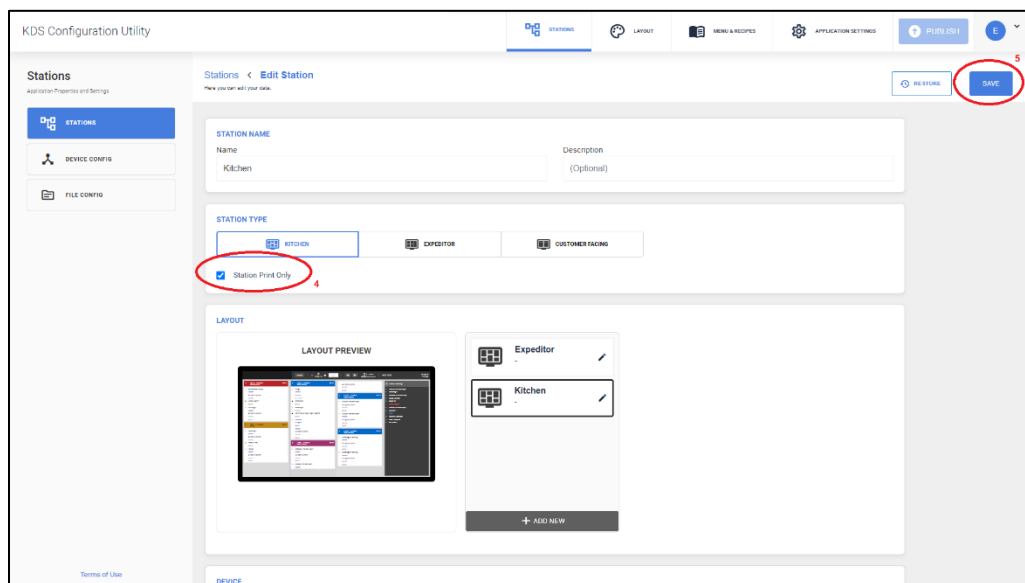 KDS Configuration Utility
STATIONS
LAYOUT
MENU & RECIPES
APPLICATION SETTINGS
PUBLISH
E
Stations
Application Properties and Settings
STATIONS
DEVICE CONFIG
FILE CONFIG
Terms of Use
Stations < Edit Station
Here you can edit your data.
RESTORE
SAVE
5
STATION NAME
Name
Description
Kitchen
(Optional)
STATION TYPE
KITCHEN
EXPEDITOR
CUSTOMER FACING
Station Print Only
4
LAYOUT
LAYOUT PREVIEW
Expeditor
-
Kitchen
-
+ ADD NEW
DEVICE